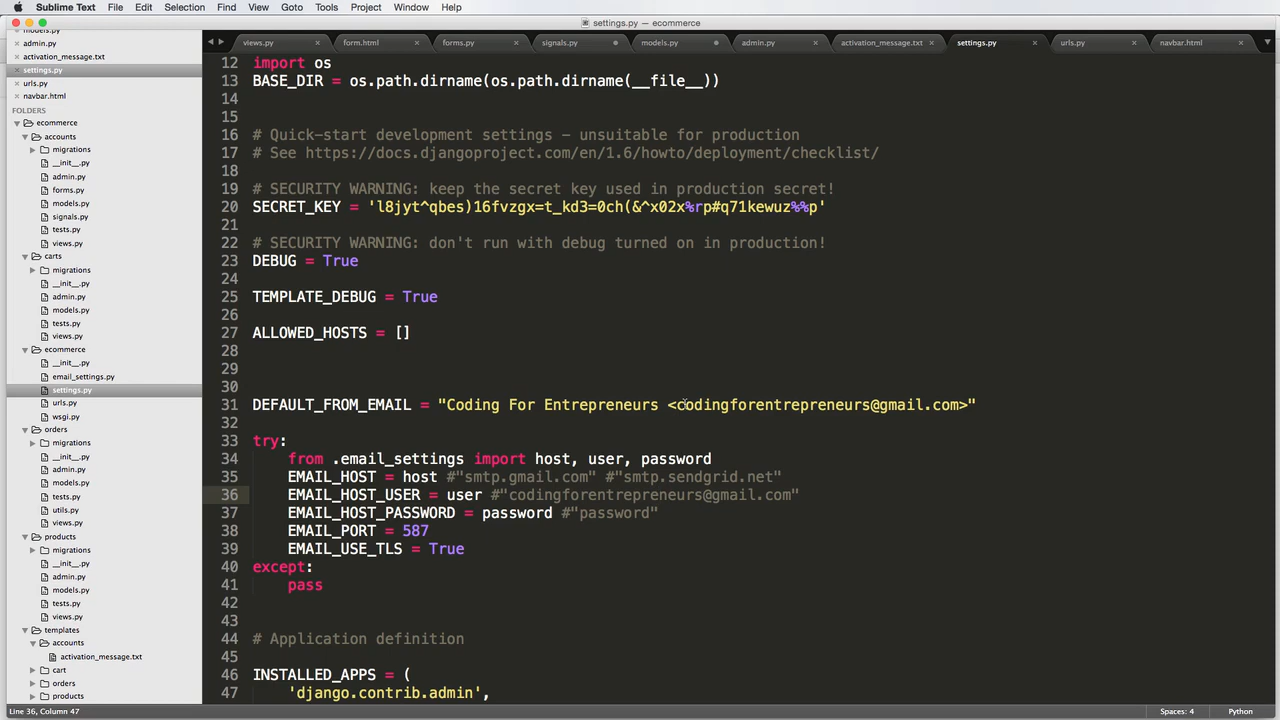 Sublime Text File Edit Selection Find View Goto Tools Project Window Help
settings.py — ecommerce
views.py × form.html × forms.py × signals.py models.py admin.py × activation_message.txt × settings.py × urls.py × navbar.html ×
models.py
× admin.py
× activation_message.txt
× settings.py
× urls.py
× navbar.html
FOLDERS
ecommerce
accounts
migrations
__init__.py
admin.py
forms.py
models.py
signals.py
tests.py
views.py
carts
migrations
__init__.py
admin.py
models.py
tests.py
views.py
ecommerce
__init__.py
email_settings.py
settings.py
urls.py
wsgi.py
orders
migrations
__init__.py
admin.py
models.py
tests.py
utils.py
views.py
products
migrations
__init__.py
admin.py
models.py
tests.py
views.py
templates
accounts
activation_message.txt
cart
orders
products
12 import os
13 BASE_DIR = os.path.dirname(os.path.dirname(__file__))
14
15
16 # Quick-start development settings - unsuitable for production
17 # See https://docs.djangoproject.com/en/1.6/howto/deployment/checklist/
18
19 # SECURITY WARNING: keep the secret key used in production secret!
20 SECRET_KEY = 'l8jyt^qbes)16fvzgx=t_kd3=0ch(&^x02x%rp#q71kewuz%%p'
21
22 # SECURITY WARNING: don't run with debug turned on in production!
23 DEBUG = True
24
25 TEMPLATE_DEBUG = True
26
27 ALLOWED_HOSTS = []
28
29
30
31 DEFAULT_FROM_EMAIL = "Coding For Entrepreneurs <codingforentrepreneurs@gmail.com>"
32
33 try:
34 from .email_settings import host, user, password
35 EMAIL_HOST = host #"smtp.gmail.com" #"smtp.sendgrid.net"
36 EMAIL_HOST_USER = user #"codingforentrepreneurs@gmail.com"
37 EMAIL_HOST_PASSWORD = password #"password"
38 EMAIL_PORT = 587
39 EMAIL_USE_TLS = True
40 except:
41 pass
42
43
44 # Application definition
45
46 INSTALLED_APPS = (
47 'django.contrib.admin',
Line 36, Column 47 Spaces: 4 Python